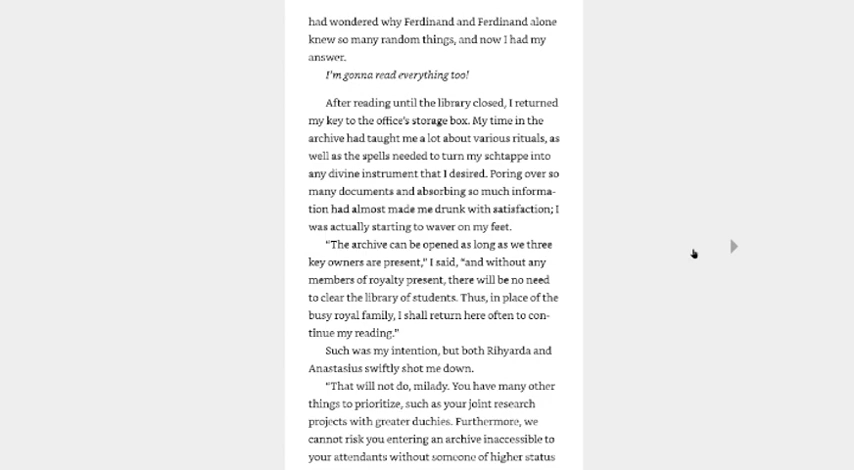 had wondered why Ferdinand and Ferdinand alone
knew so many random things, and now I had my
answer.
I'm gonna read everything too!
After reading until the library closed, I returned
my key to the office's storage box. My time in the
archive had taught me a lot about various rituals, as
well as the spells needed to turn my schtappe into
any divine instrument that I desired. Poring over so
many documents and absorbing so much informa-
tion had almost made me drunk with satisfaction; I
was actually starting to waver on my feet.
"The archive can be opened as long as we three
key owners are present," I said, "and without any
members of royalty present, there will be no need
to clear the library of students. Thus, in place of the
busy royal family, I shall return here often to con-
tinue my reading."
Such was my intention, but both Rihyarda and
Anastasius swiftly shot me down.
"That will not do, milady. You have many other
things to prioritize, such as your joint research
projects with greater duchies. Furthermore, we
cannot risk you entering an archive inaccessible to
your attendants without someone of higher status